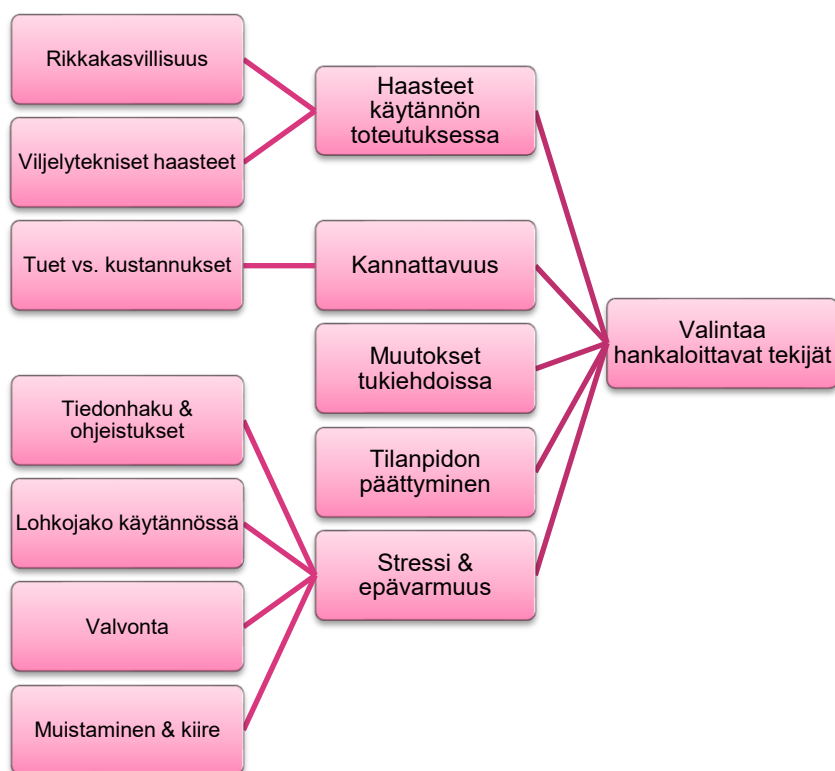 Rikkakasvillisuus
Viljelytekniset haasteet
Tuet vs. kustannukset
Tiedonhaku &
ohjeistukset
Lohkojako käytännössä
Valvonta
Muistaminen & kiire
Haasteet
käytännön
toteutuksessa
Kannattavuus
Muutokset
tukiehdoissa
Tilanpidon
päättyminen
Stressi &
epävarmuus
Valintaa
hankaloittavat tekijät